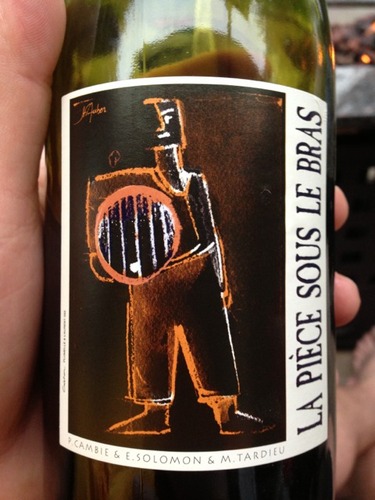 LA PIÈCE SOUS LE BRAS
P. CAMBIE & E. SOLOMON & M. TARDIEU